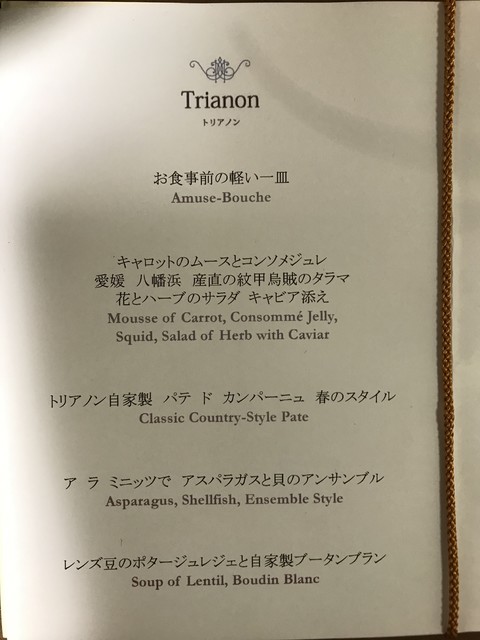 Trianon
トリアノン
お食事前の軽い一皿
Amuse-Bouche
キャロットのムースとコンソメジュレ
愛媛 八幡浜 産直の紋甲烏賊のタラマ
花とハーブのサラダ キャビア添え
Mousse of Carrot, Consommé Jelly,
Squid, Salad of Herb with Caviar
トリアノン自家製 パテ ド カンパーニュ 春のスタイル
Classic Country-Style Pate
ア ラ ミニッツで アスパラガスと貝のアンサンブル
Asparagus, Shellfish, Ensemble Style
レンズ豆のポタージュレジェと自家製ブータンブラン
Soup of Lentil, Boudin Blanc